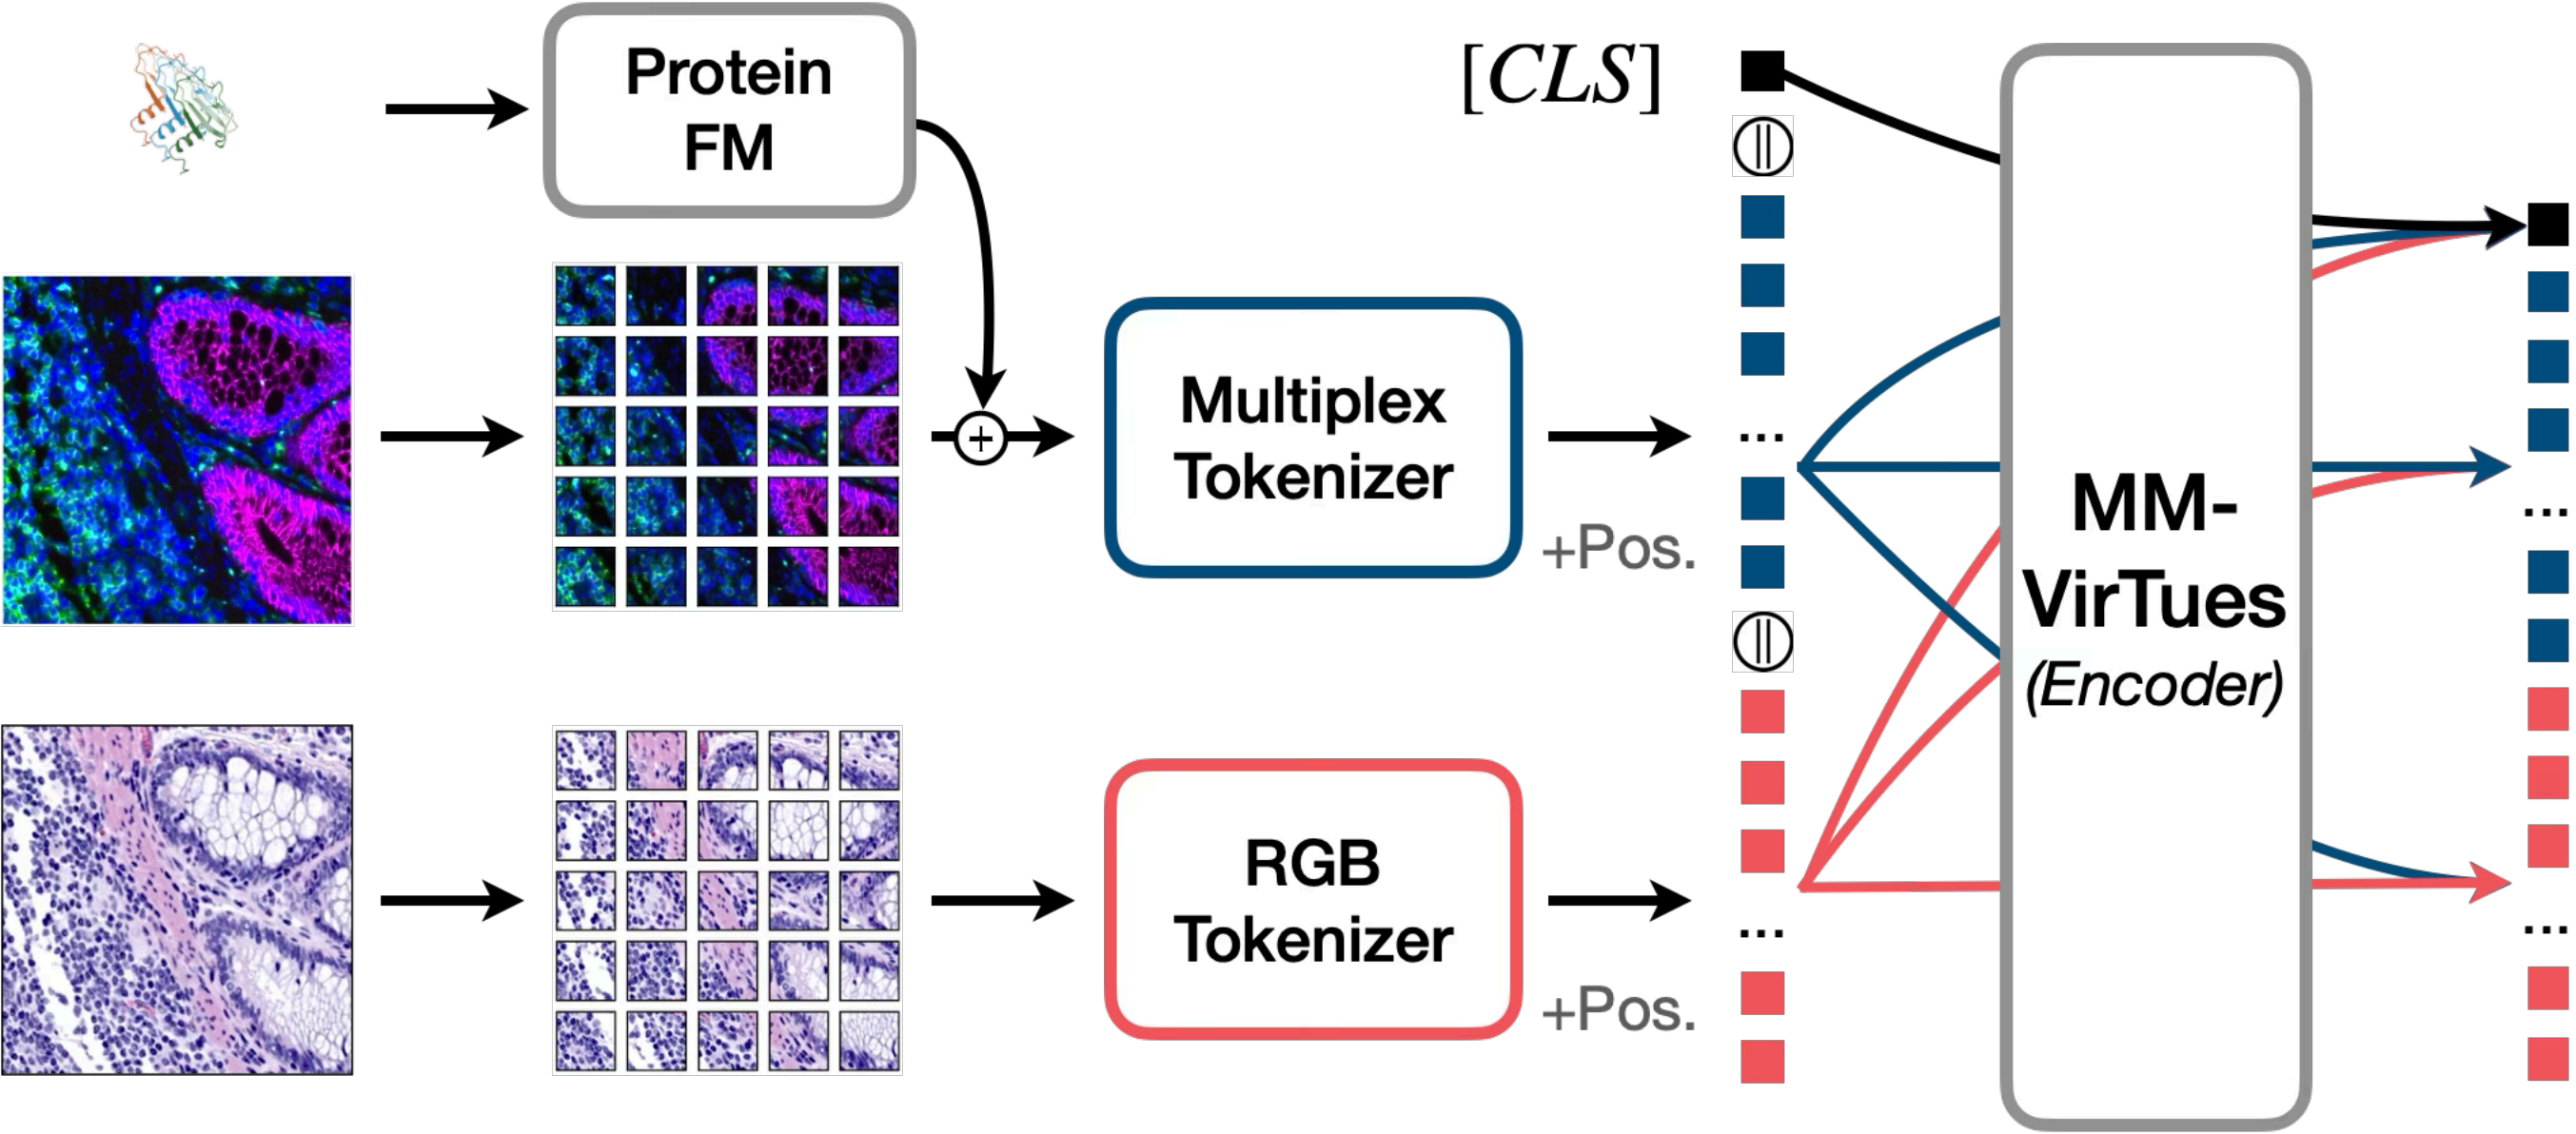 Protein
FM
[CLS]
Multiplex
Tokenizer
+Pos.
...
MM-
VirTues
(Encoder)
...
RGB
Tokenizer
+Pos.
...
...